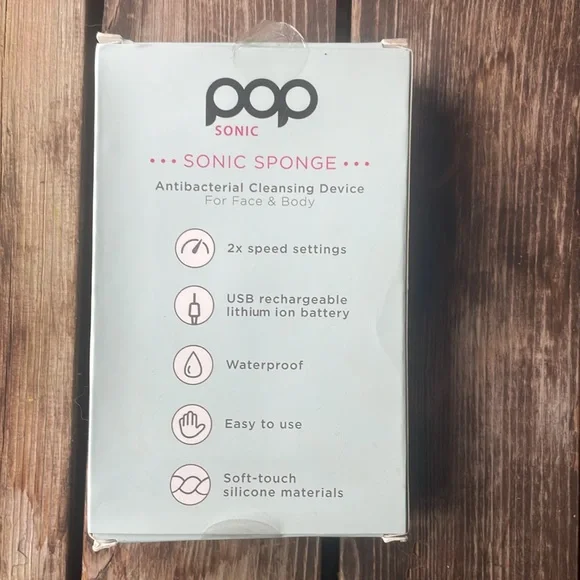 pop
SONIC
••• SONIC SPONGE •••
Antibacterial Cleansing Device
For Face & Body
2x speed settings
USB rechargeable
lithium ion battery
Waterproof
Easy to use
Soft-touch
silicone materials